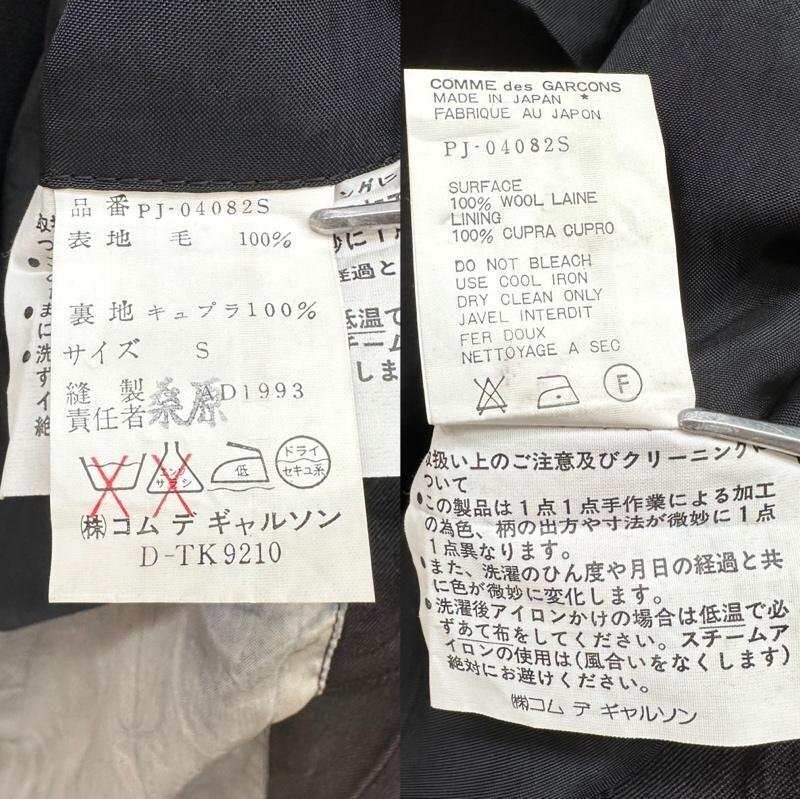 品番 PJ-04082S
表地 毛 100%
裏地 キュプラ100%
サイズ S
縫製 AD1993
責任者 桑原
エンソ
サラシ
低
ドライ
セキユ系
㈱コム デ ギャルソン
D-TK9210
COMME des GARCONS
MADE IN JAPAN *
FABRIQUE AU JAPON
PJ-04082S
SURFACE
100% WOOL LAINE
LINING
100% CUPRA CUPRO
DO NOT BLEACH
USE COOL IRON
DRY CLEAN ONLY
JAVEL INTERDIT
FER DOUX
NETTOYAGE A SEC
F
取扱い上のご注意及びクリーニングに
ついて
●この製品は1点1点手作業による加工
の為色、柄の出方や寸法が微妙に1点
1点異なります。
●また、洗濯のひん度や月日の経過と共
に色が微妙に変化します。
●洗濯後アイロンかけの場合は低温で必
ずあて布をしてください。スチームア
イロンの使用は(風合いをなくします)
絶対にお避けください。
㈱コム デ ギャルソン